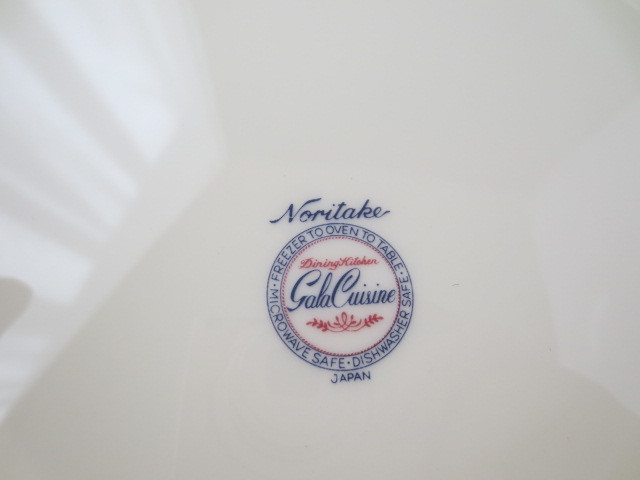 Noritake
FREEZER TO OVEN TO TABLE · DISHWASHER SAFE · MICROWAVE SAFE ·
Dining Kitchen
Gala Cuisine
JAPAN